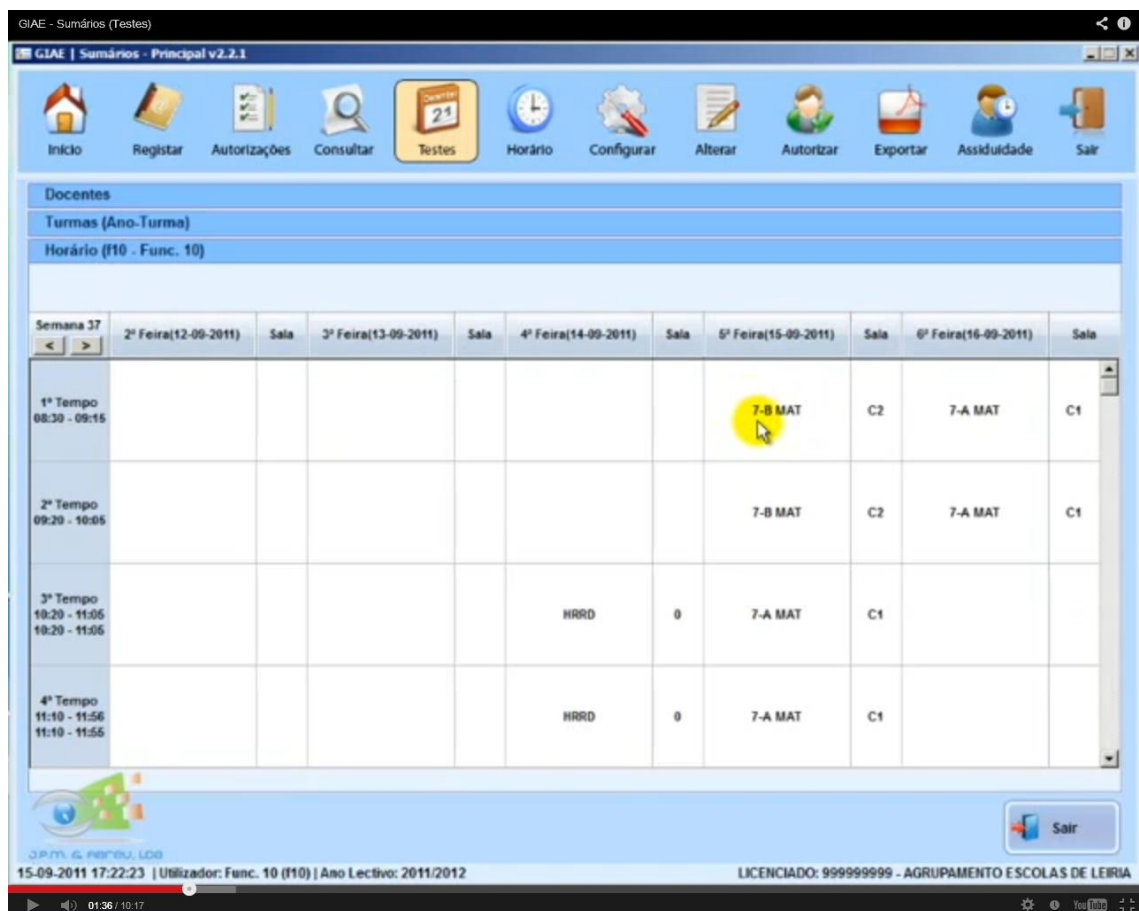 GIAE - Sumários (Testes)
GIAE | Sumários - Principal v2.2.1
Início Registar Autorizações Consultar Testes Horário Configurar Alterar Autorizar Exportar Assiduidade Sair
Dezembro
21
Docentes
Turmas (Ano-Turma)
Horário (f10 - Func. 10)
Semana 37
< >
2ª Feira(12-09-2011) Sala 3ª Feira(13-09-2011) Sala 4ª Feira(14-09-2011) Sala 5ª Feira(15-09-2011) Sala 6ª Feira(16-09-2011) Sala
1º Tempo
08:30 - 09:15
7-B MAT C2 7-A MAT C1
2º Tempo
09:20 - 10:05
7-B MAT C2 7-A MAT C1
3º Tempo
10:20 - 11:05
10:20 - 11:05
HRRD 0 7-A MAT C1
4º Tempo
11:10 - 11:56
11:10 - 11:55
HRRD 0 7-A MAT C1
J.P.M. & ABREU, LDA
Sair
15-09-2011 17:22:23 | Utilizador: Func. 10 (f10) | Ano Lectivo: 2011/2012
LICENCIADO: 999999999 - AGRUPAMENTO ESCOLAS DE LEIRIA
01:36 / 10:17
YouTube